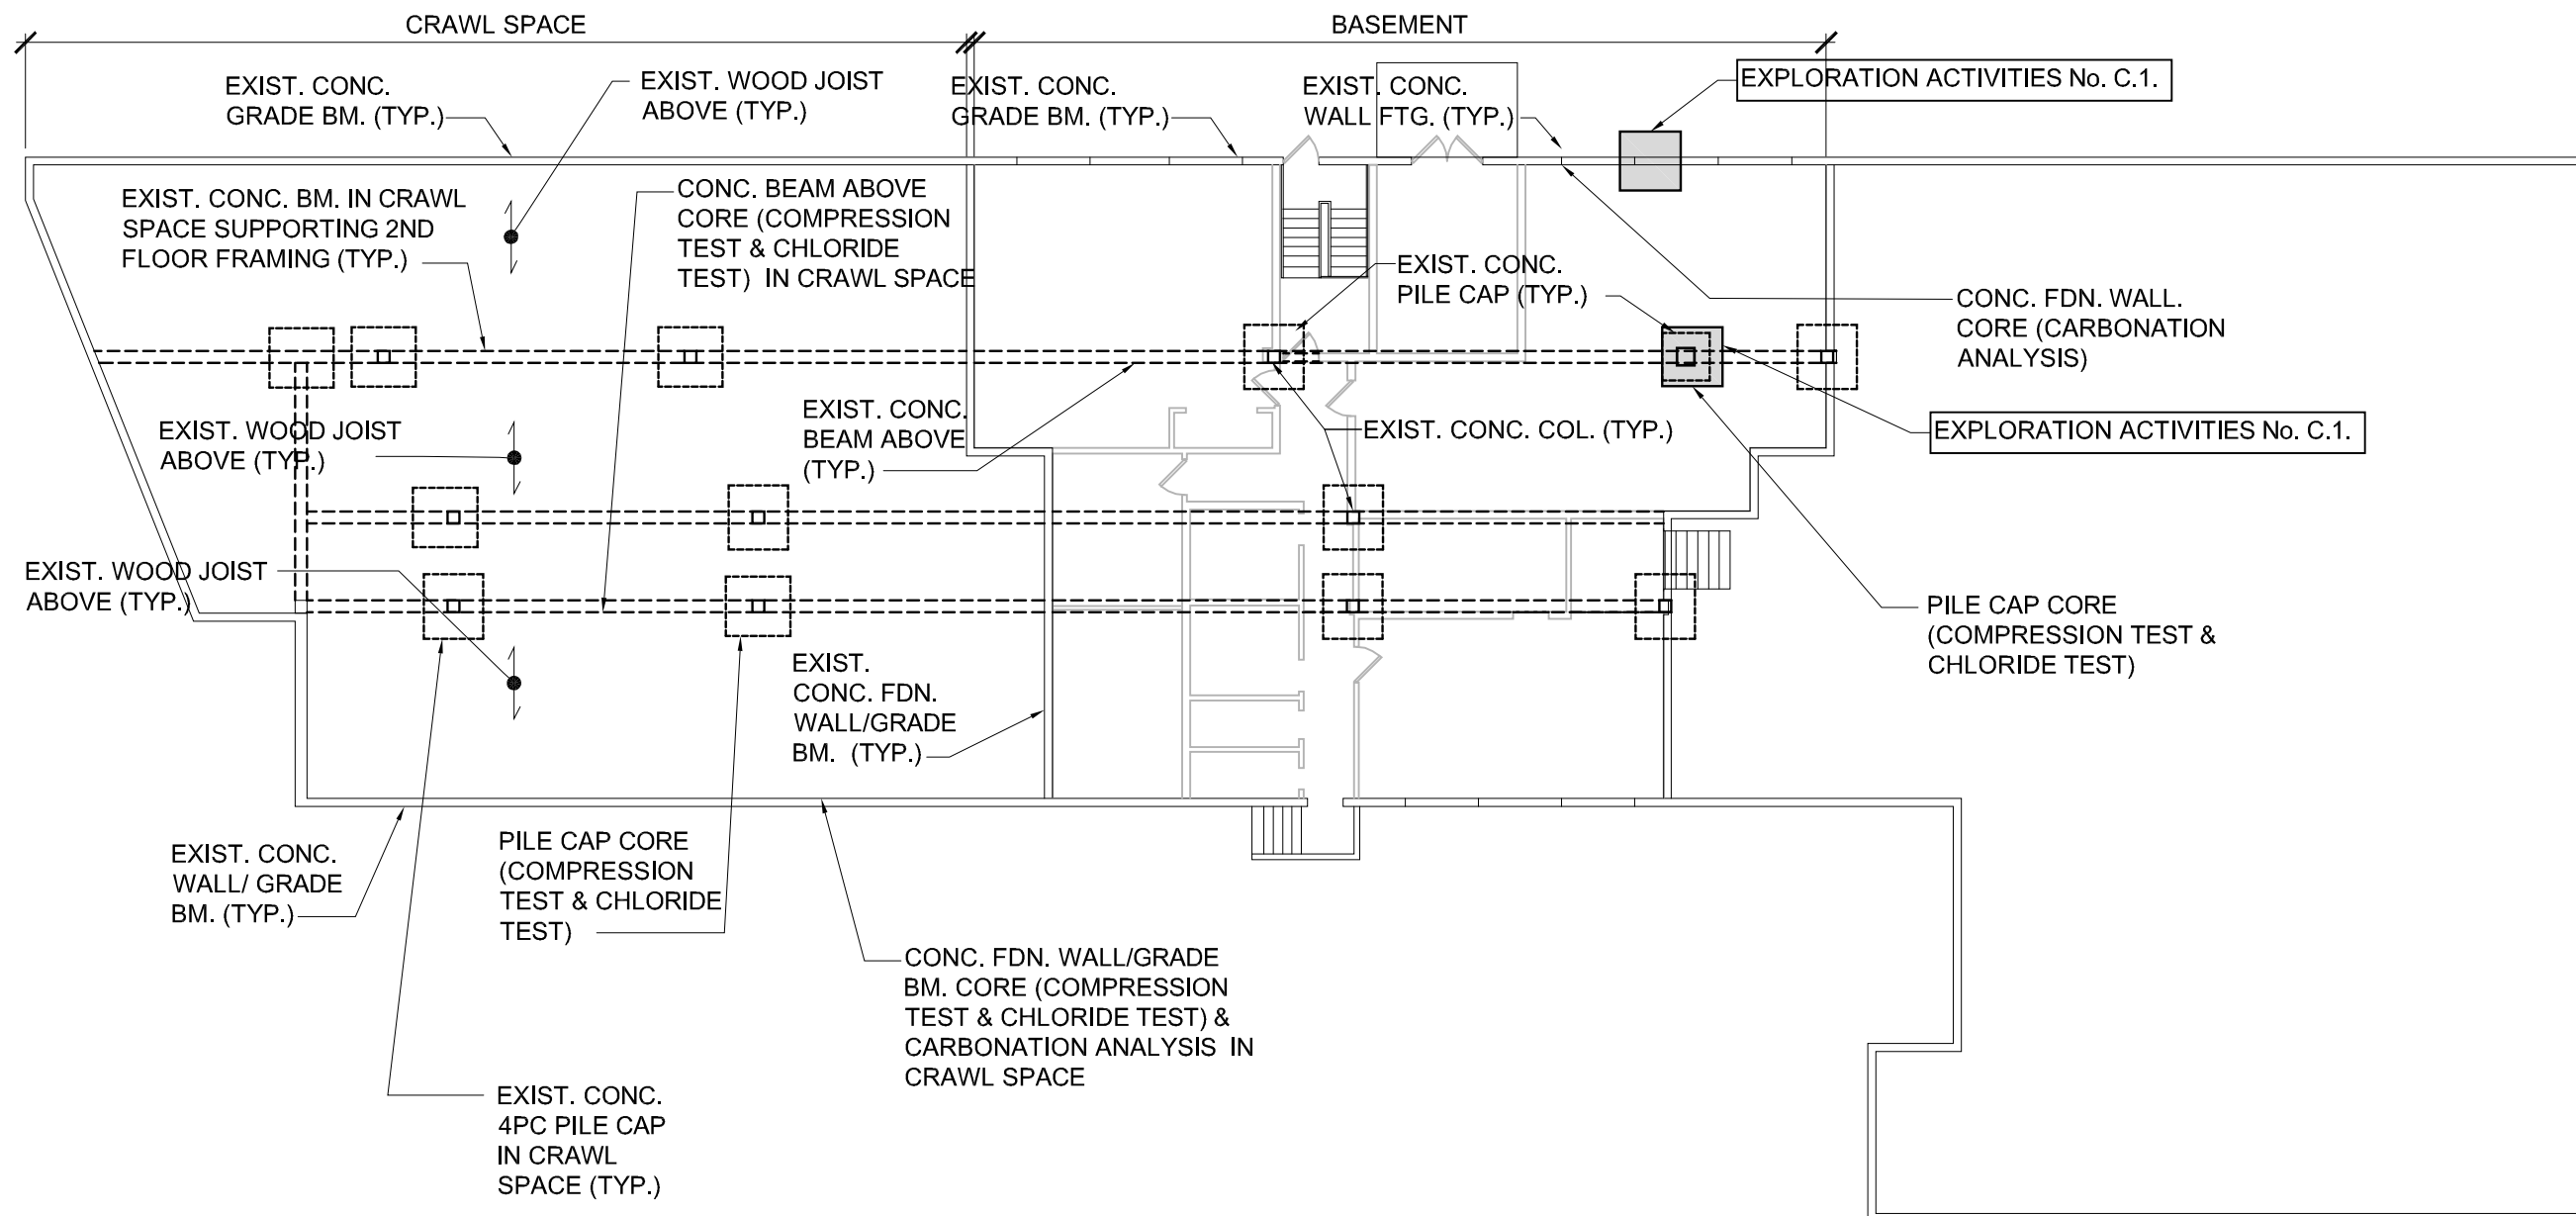 CRAWL SPACE
BASEMENT
EXIST. CONC.
GRADE BM. (TYP.)
EXIST. WOOD JOIST
ABOVE (TYP.)
EXIST. CONC.
GRADE BM. (TYP.)
EXIST. CONC.
WALL FTG. (TYP.)
EXPLORATION ACTIVITIES No. C.1.
EXIST. CONC. BM. IN CRAWL
SPACE SUPPORTING 2ND
FLOOR FRAMING (TYP.)
CONC. BEAM ABOVE
CORE (COMPRESSION
TEST & CHLORIDE
TEST) IN CRAWL SPACE
EXIST. CONC.
PILE CAP (TYP.)
CONC. FDN. WALL.
CORE (CARBONATION
ANALYSIS)
EXIST. WOOD JOIST
ABOVE (TYP.)
EXIST. CONC.
BEAM ABOVE
(TYP.)
EXIST. CONC. COL. (TYP.)
EXPLORATION ACTIVITIES No. C.1.
EXIST. WOOD JOIST
ABOVE (TYP.)
PILE CAP CORE
(COMPRESSION TEST &
CHLORIDE TEST)
EXIST.
CONC. FDN.
WALL/GRADE
BM. (TYP.)
EXIST. CONC.
WALL/ GRADE
BM. (TYP.)
PILE CAP CORE
(COMPRESSION
TEST & CHLORIDE
TEST)
CONC. FDN. WALL/GRADE
BM. CORE (COMPRESSION
TEST & CHLORIDE TEST) &
CARBONATION ANALYSIS IN
CRAWL SPACE
EXIST. CONC.
4PC PILE CAP
IN CRAWL
SPACE (TYP.)